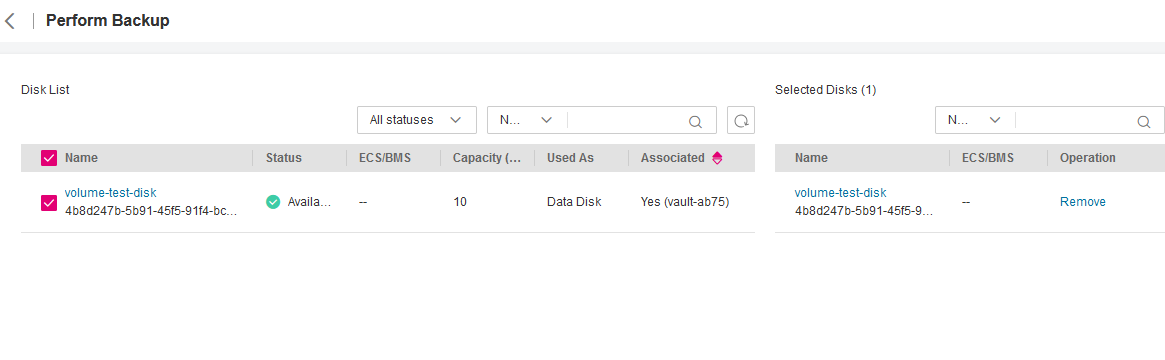 Perform Backup
Disk List
All statuses
N...
Name Status ECS/BMS Capacity (... Used As Associated
volume-test-disk
4b8d247b-5b91-45f5-91f4-bc...
Availa... -- 10 Data Disk Yes (vault-ab75)
Selected Disks (1)
N...
Name ECS/BMS Operation
volume-test-disk
4b8d247b-5b91-45f5-9...
-- Remove